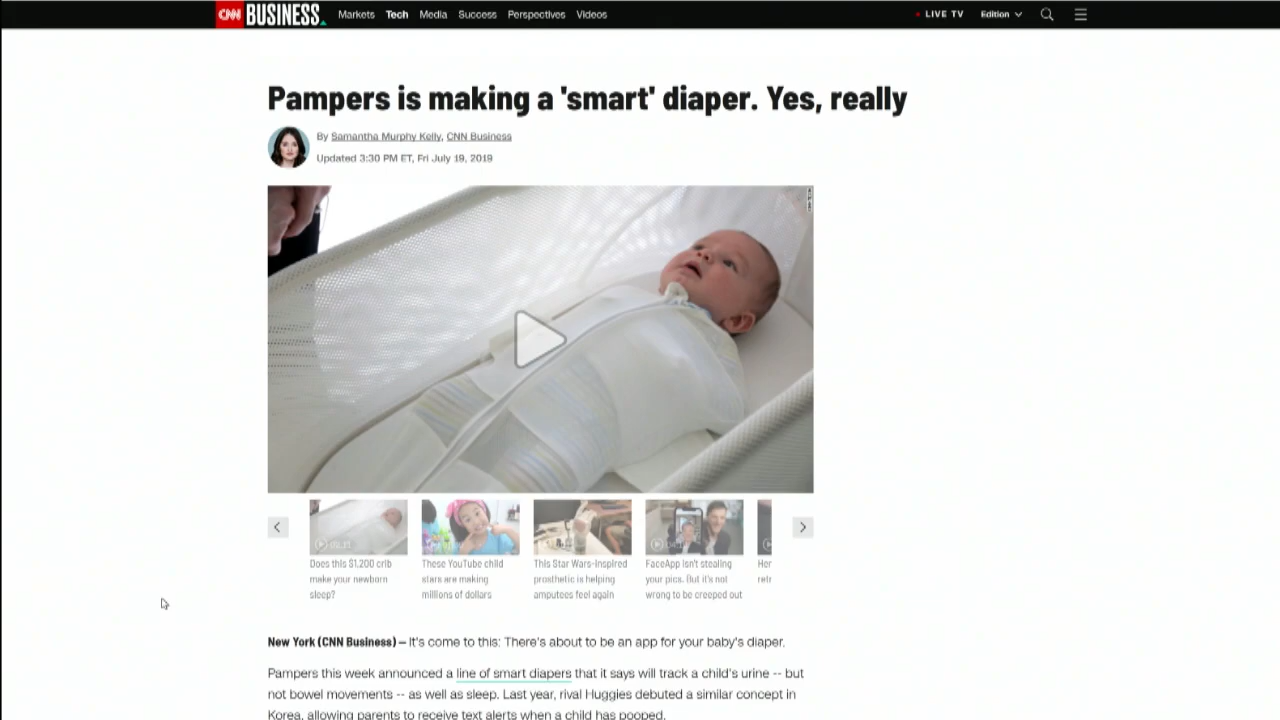 CNN BUSINESS Markets Tech Media Success Perspectives Videos LIVE TV Edition
Pampers is making a 'smart' diaper. Yes, really
By Samantha Murphy Kelly, CNN Business
Updated 3:30 PM ET, Fri July 19, 2019
Does this $1,200 crib
make your newborn
sleep?
These YouTube child
stars are making
millions of dollars
This Star Wars-inspired
prosthetic is helping
amputees feel again
FaceApp isn't stealing
your pics. But it's not
wrong to be creeped out
Her
retr
New York (CNN Business) — It's come to this: There's about to be an app for your baby's diaper.
Pampers this week announced a line of smart diapers that it says will track a child's urine -- but
not bowel movements -- as well as sleep. Last year, rival Huggies debuted a similar concept in
Korea, allowing parents to receive text alerts when a child has pooped.